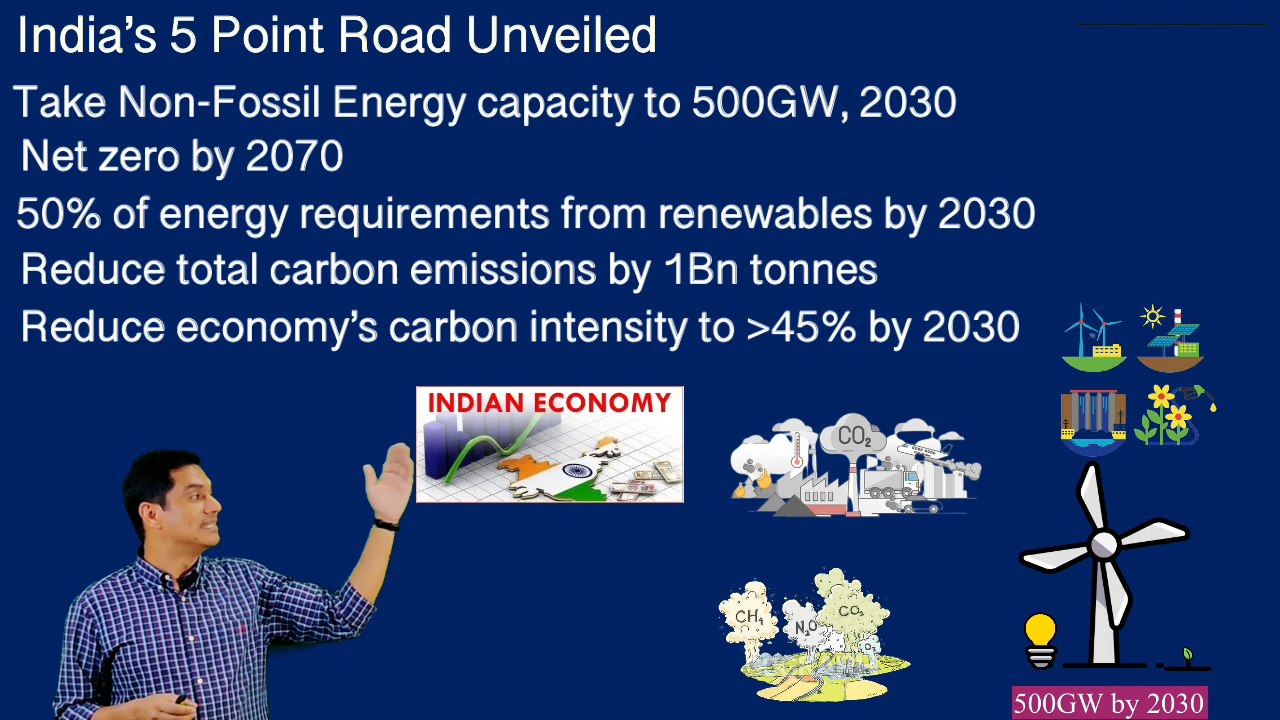 India's 5 Point Road Unveiled
Take Non-Fossil Energy capacity to 500GW, 2030
Net zero by 2070
50% of energy requirements from renewables by 2030
Reduce total carbon emissions by 1Bn tonnes
Reduce economy's carbon intensity to >45% by 2030
INDIAN ECONOMY
CO₂
CH₄
N₂O
CO₂
O₃
500GW by 2030